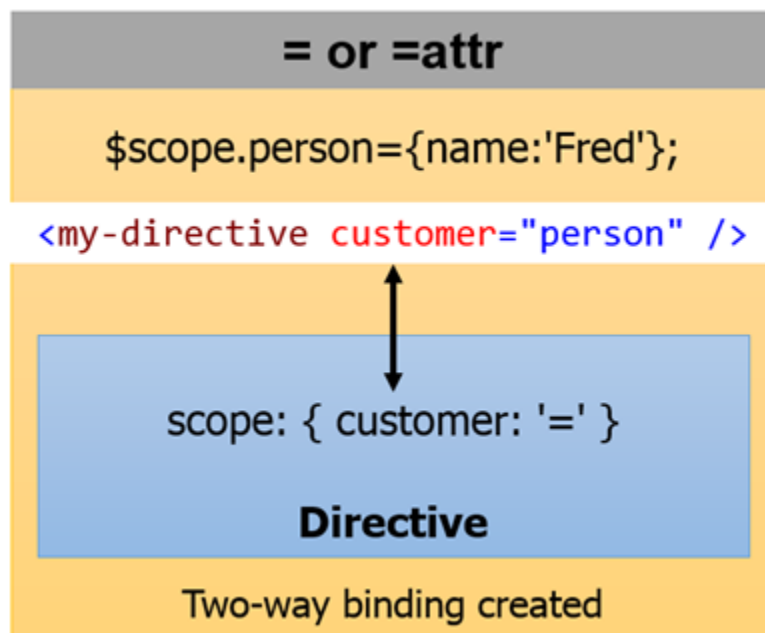 = or =attr
$scope.person={name:'Fred'};
<my-directive customer="person" />
scope: { customer: '=' }
Directive
Two-way binding created